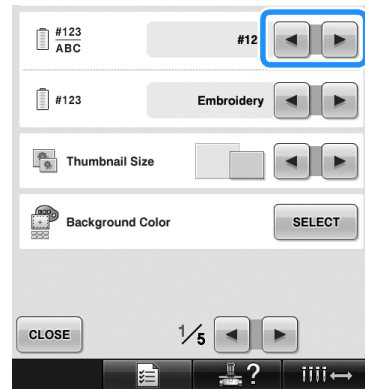 #123
ABC
#12
#123
Embroidery
Thumbnail Size
Background Color
SELECT
CLOSE
1/5
?